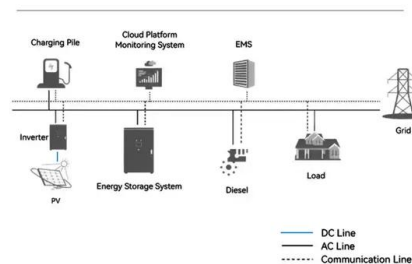 Charging Pile
Cloud Platform
Monitoring System
EMS
Grid
Inverter
PV
Energy Storage System
Diesel
Load
DC Line
AC Line
Communication Line